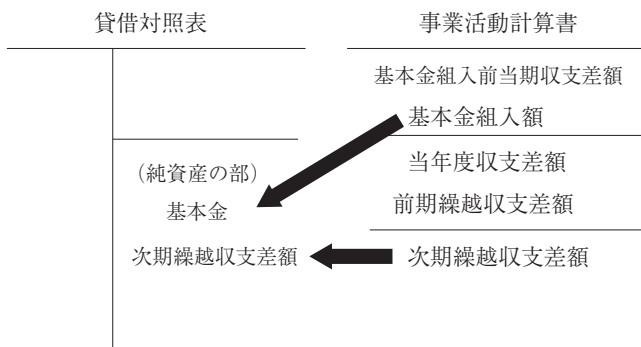 貸借対照表
事業活動計算書
基本金組入前当期収支差額
基本金組入額
当年度収支差額
前期繰越収支差額
次期繰越収支差額
（純資産の部）
基本金
次期繰越収支差額